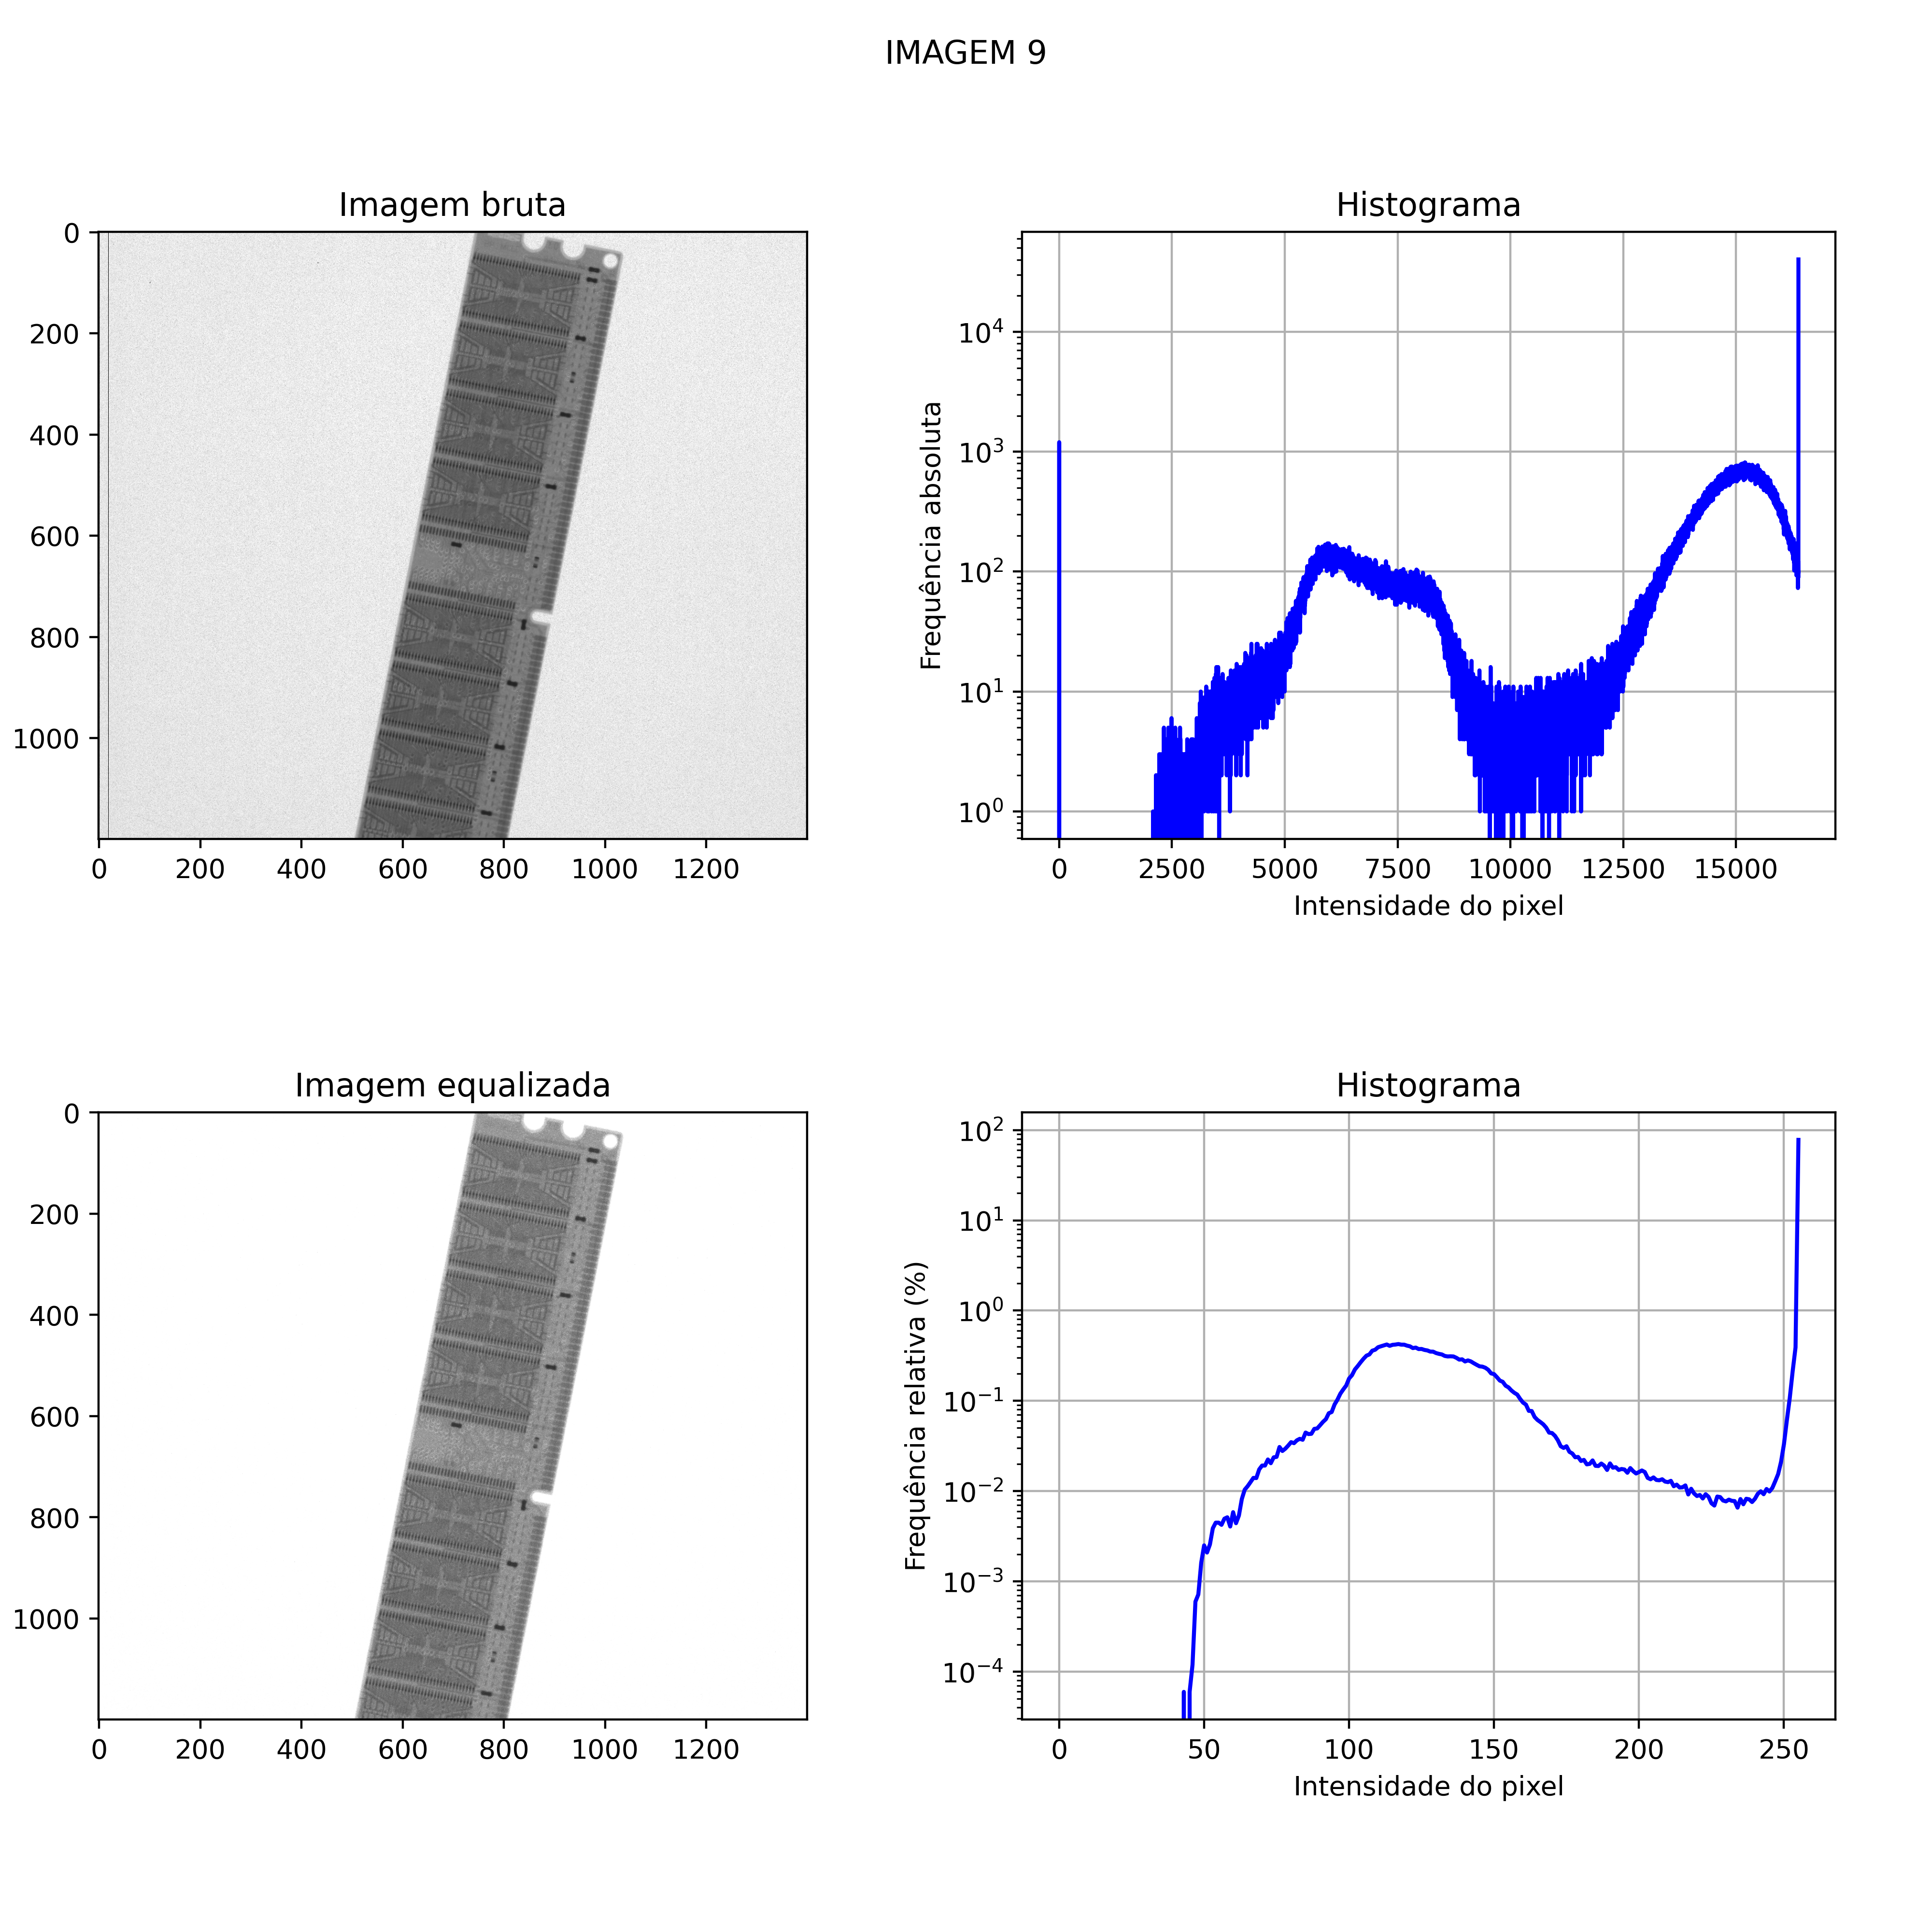 IMAGEM 9
Imagem bruta
0
200
400
600
800
1000
0 200 400 600 800 1000 1200
Histograma
Frequência absoluta
10⁴
10³
10²
10¹
10⁰
0 2500 5000 7500 10000 12500 15000
Intensidade do pixel
Imagem equalizada
0
200
400
600
800
1000
0 200 400 600 800 1000 1200
Histograma
Frequência relativa (%)
10²
10¹
10⁰
10⁻¹
10⁻²
10⁻³
10⁻⁴
0 50 100 150 200 250
Intensidade do pixel